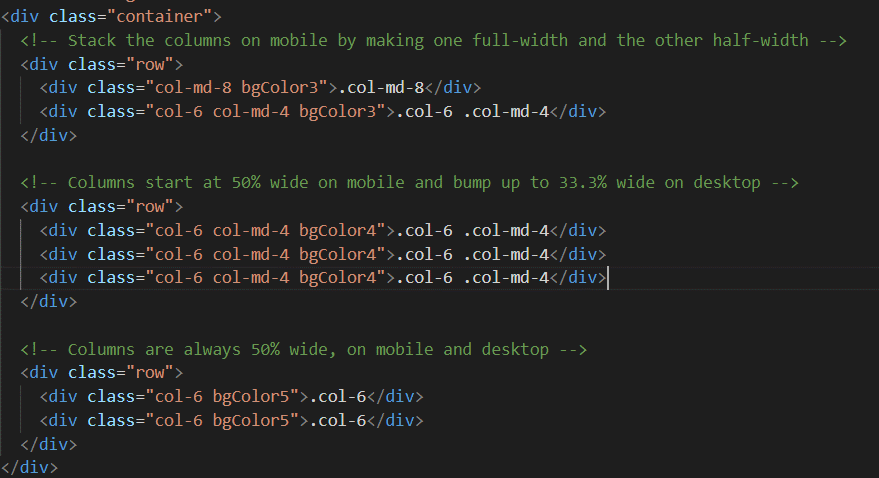 <div class="container">
  <!-- Stack the columns on mobile by making one full-width and the other half-width -->
  <div class="row">
    <div class="col-md-8 bgColor3">.col-md-8</div>
    <div class="col-6 col-md-4 bgColor3">.col-6 .col-md-4</div>
  </div>

  <!-- Columns start at 50% wide on mobile and bump up to 33.3% wide on desktop -->
  <div class="row">
    <div class="col-6 col-md-4 bgColor4">.col-6 .col-md-4</div>
    <div class="col-6 col-md-4 bgColor4">.col-6 .col-md-4</div>
    <div class="col-6 col-md-4 bgColor4">.col-6 .col-md-4</div>
  </div>

  <!-- Columns are always 50% wide, on mobile and desktop -->
  <div class="row">
    <div class="col-6 bgColor5">.col-6</div>
    <div class="col-6 bgColor5">.col-6</div>
  </div>
</div>